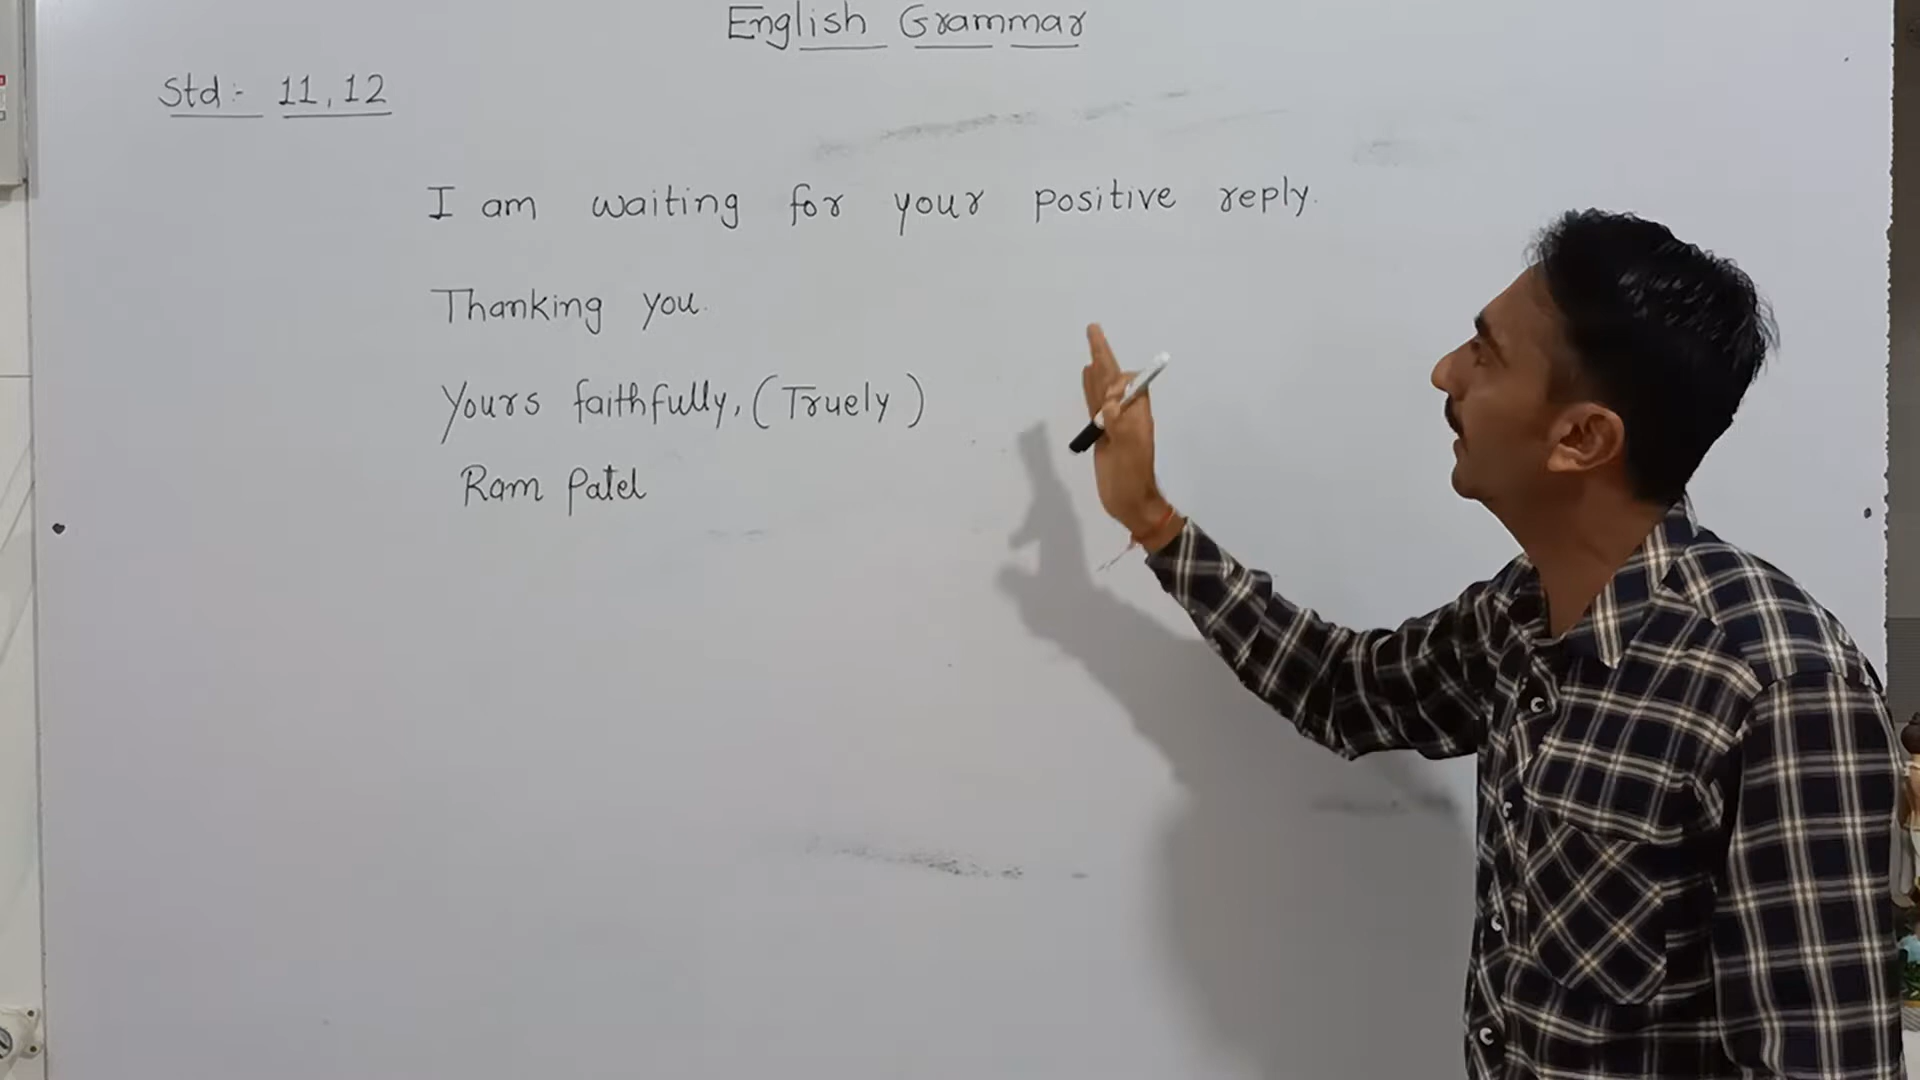 English Grammar
Std:- 11, 12
I am waiting for your positive reply.
Thanking you.
Yours faithfully, (Truely)
Ram Patel